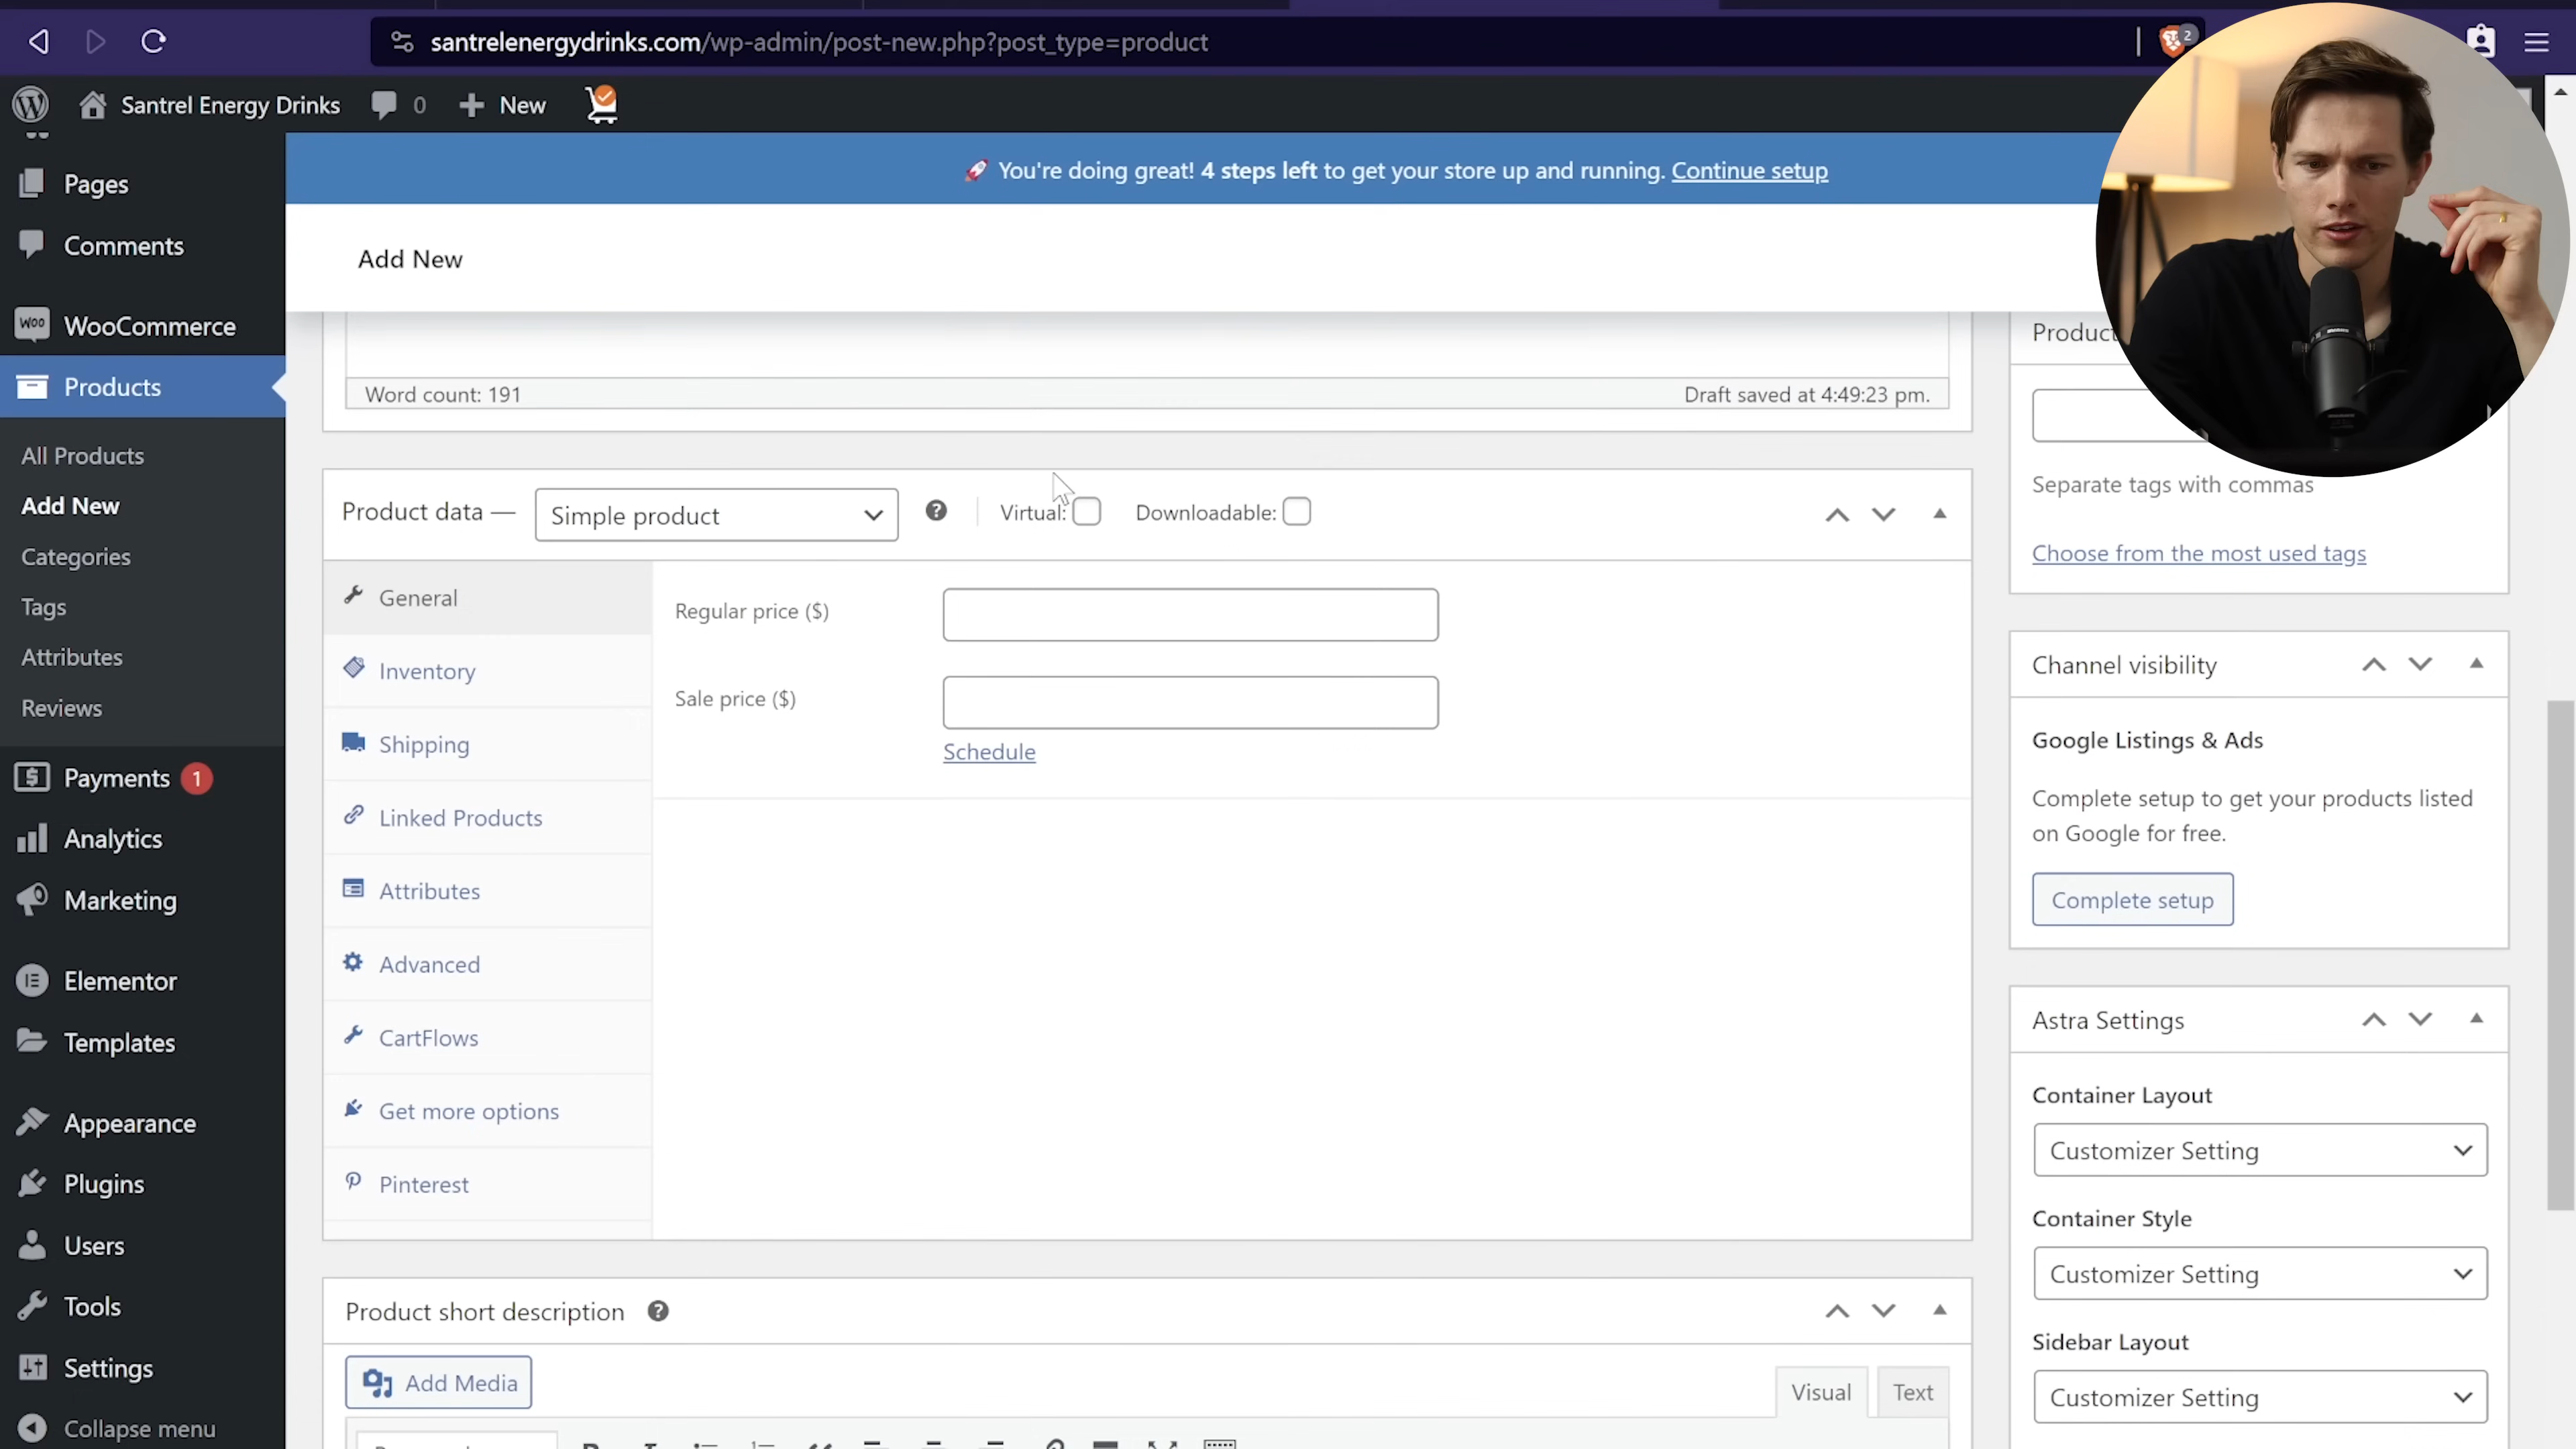 santrelenergydrinks.com/wp-admin/post-new.php?post_type=product
2
Santrel Energy Drinks
0
New
Pages
Comments
WooCommerce
Products
All Products
Add New
Categories
Tags
Attributes
Reviews
Payments 1
Analytics
Marketing
Elementor
Templates
Appearance
Plugins
Users
Tools
Settings
Collapse menu
You're doing great! 4 steps left to get your store up and running. Continue setup
Add New
Word count: 191
Draft saved at 4:49:23 pm.
Product data —
Simple product
Virtual:
Downloadable:
General
Inventory
Shipping
Linked Products
Attributes
Advanced
CartFlows
Get more options
Pinterest
Regular price ($)
Sale price ($)
Schedule
Product short description
Add Media
Visual
Text
Product
Separate tags with commas
Choose from the most used tags
Channel visibility
Google Listings & Ads
Complete setup to get your products listed
on Google for free.
Complete setup
Astra Settings
Container Layout
Customizer Setting
Container Style
Customizer Setting
Sidebar Layout
Customizer Setting